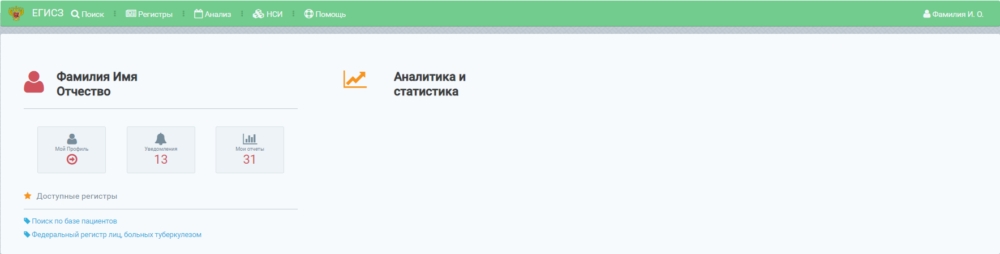 ЕГИСЗ Поиск Регистры Анализ НСИ Помощь Фамилия И. О.
Фамилия Имя
Отчество
Аналитика и
статистика
Мой Профиль
Уведомления
13
Мои отчеты
31
Доступные регистры
Поиск по базе пациентов
Федеральный регистр лиц, больных туберкулезом